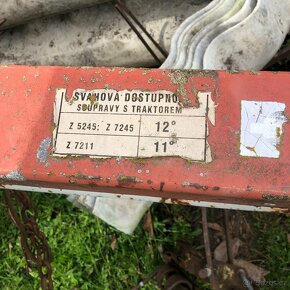 SVAHOVÁ DOSTUPNO
SOUPRAVY S TRAKTOREM
Z 5245; Z 7245 12°
Z 7211 11°